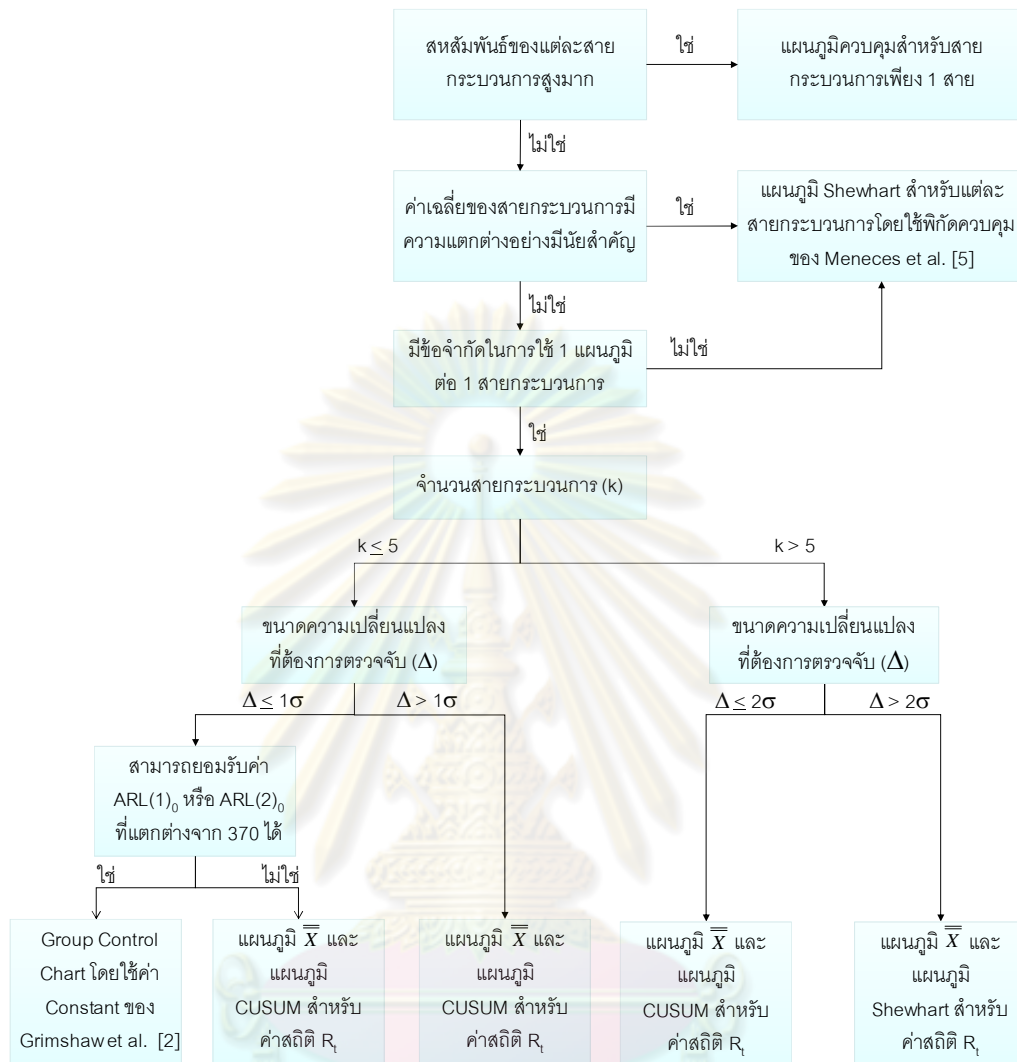 สหสัมพันธ์ของแต่ละสาย
กระบวนการสูงมาก
ใช่
แผนภูมิควบคุมสำหรับสาย
กระบวนการเพียง 1 สาย
ไม่ใช่
ค่าเฉลี่ยของสายกระบวนการมี
ความแตกต่างอย่างมีนัยสำคัญ
ใช่
แผนภูมิ Shewhart สำหรับแต่ละ
สายกระบวนการโดยใช้พิกัดควบคุม
ของ Meneces et al. [5]
ไม่ใช่
มีข้อจำกัดในการใช้ 1 แผนภูมิ
ต่อ 1 สายกระบวนการ
ไม่ใช่
ใช่
จำนวนสายกระบวนการ (k)
k ≤ 5
k > 5
ขนาดความเปลี่ยนแปลง
ที่ต้องการตรวจจับ (Δ)
ขนาดความเปลี่ยนแปลง
ที่ต้องการตรวจจับ (Δ)
Δ ≤ 1σ
Δ > 1σ
Δ ≤ 2σ
Δ > 2σ
สามารถยอมรับค่า
ARL(1)₀ หรือ ARL(2)₀
ที่แตกต่างจาก 370 ได้
ใช่
ไม่ใช่
Group Control
Chart โดยใช้ค่า
Constant ของ
Grimshaw et al. [2]
แผนภูมิ X̿ และ
แผนภูมิ
CUSUM สำหรับ
ค่าสถิติ Rₜ
แผนภูมิ X̿ และ
แผนภูมิ
CUSUM สำหรับ
ค่าสถิติ Rₜ
แผนภูมิ X̿ และ
แผนภูมิ
CUSUM สำหรับ
ค่าสถิติ Rₜ
แผนภูมิ X̿ และ
แผนภูมิ
Shewhart สำหรับ
ค่าสถิติ Rₜ